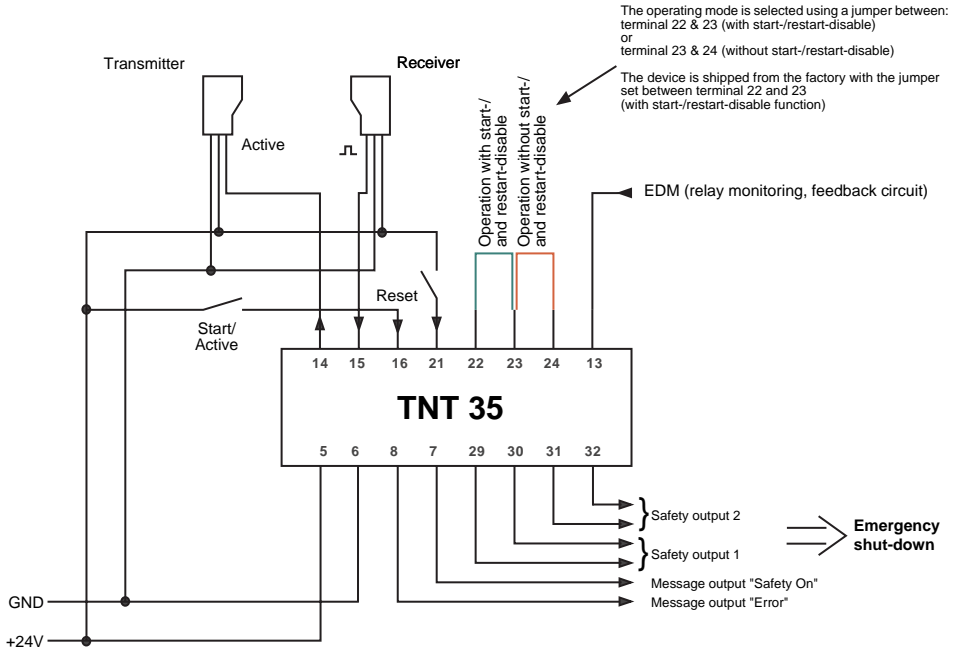 The operating mode is selected using a jumper between:
terminal 22 & 23 (with start-/restart-disable)
or
terminal 23 & 24 (without start-/restart-disable)
The device is shipped from the factory with the jumper
set between terminal 22 and 23
(with start-/restart-disable function)
Transmitter
Receiver
Active
Operation with start-/
and restart-disable
Operation without start-/
and restart-disable
EDM (relay monitoring, feedback circuit)
Reset
Start/
Active
14 15 16 21 22 23 24 13
TNT 35
5 6 8 7 29 30 31 32
Safety output 2
Safety output 1
Emergency
shut-down
Message output "Safety On"
Message output "Error"
GND
+24V